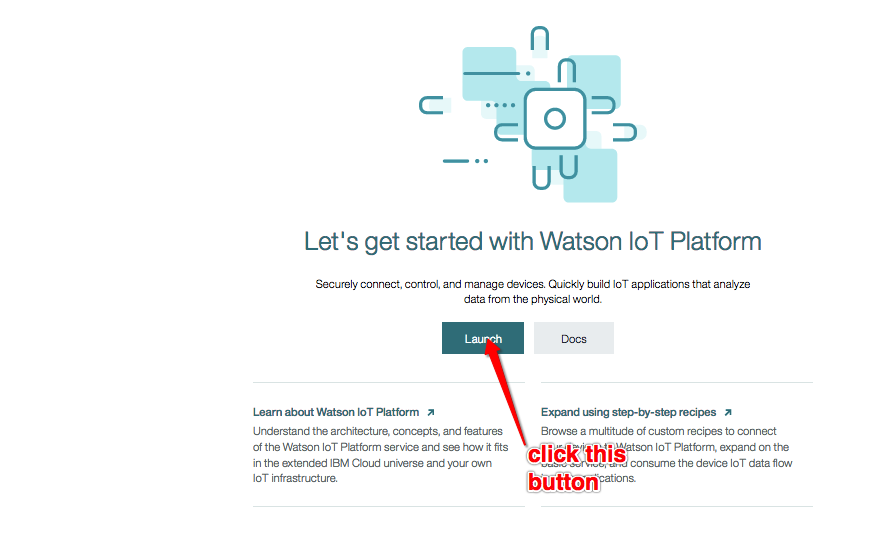 Let's get started with Watson IoT Platform
Securely connect, control, and manage devices. Quickly build IoT applications that analyze
data from the physical world.
Launch
Docs
Learn about Watson IoT Platform
Understand the architecture, concepts, and features
of the Watson IoT Platform service and see how it fits
in the extended IBM Cloud universe and your own
IoT infrastructure.
Expand using step-by-step recipes
Browse a multitude of custom recipes to connect
to Watson IoT Platform, expand on the
basic service, and consume the device IoT data flow
click this
button